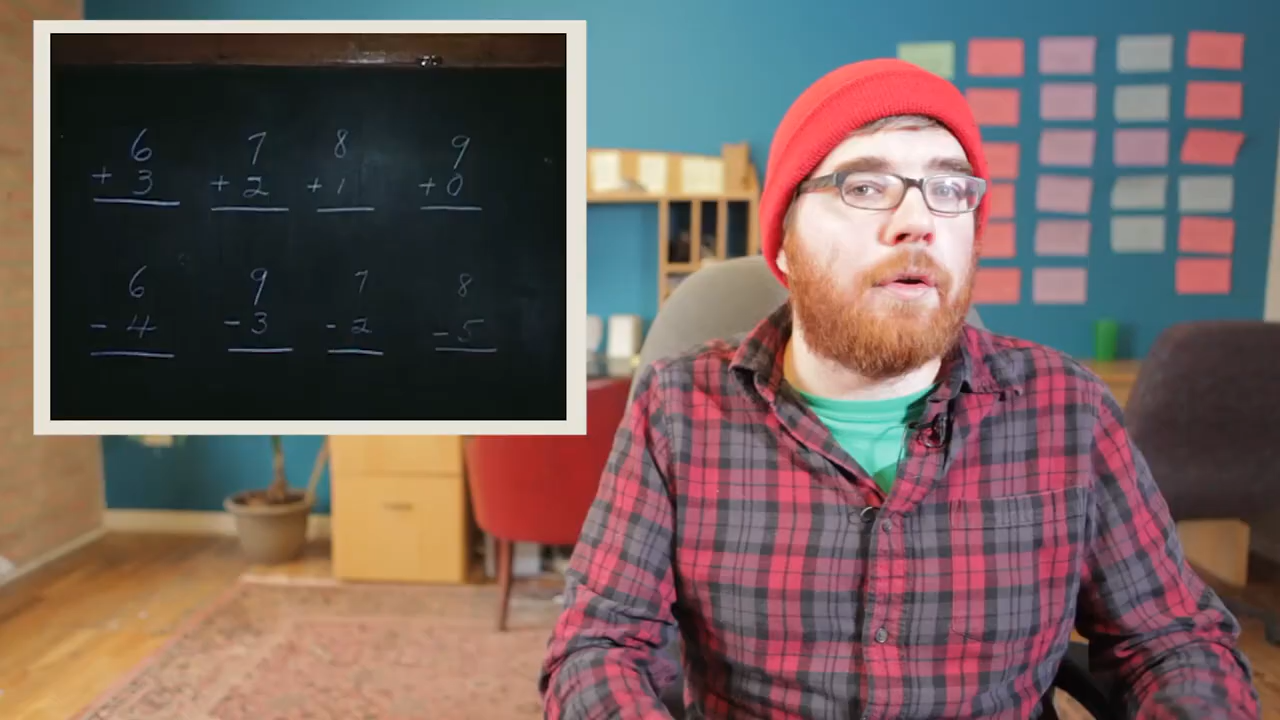 6 7 8 9
+ 3 + 2 + 1 + 0
6 9 7 8
- 4 - 3 - 2 - 5